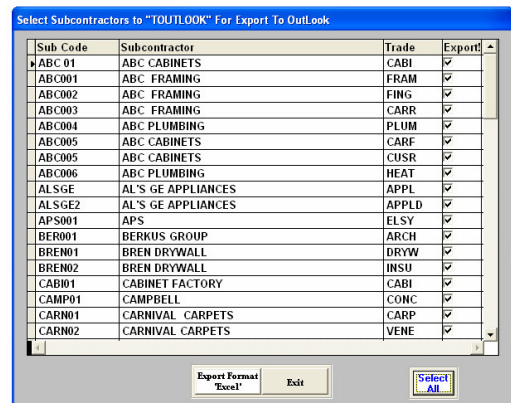 Select Subcontractors to "TOUTLOOK" For Export To OutLook
Sub Code Subcontractor Trade Export!
ABC 01 ABC CABINETS CABI
ABC001 ABC FRAMING FRAM
ABC002 ABC FRAMING FING
ABC003 ABC FRAMING CARR
ABC004 ABC PLUMBING PLUM
ABC005 ABC CABINETS CARF
ABC005 ABC CABINETS CUSR
ABC006 ABC PLUMBING HEAT
ALSGE AL'S GE APPLIANCES APPL
ALSGE2 AL'S GE APPLIANCES APPLD
APS001 APS ELSY
BER001 BERKUS GROUP ARCH
BREN01 BREN DRYWALL DRYW
BREN02 BREN DRYWALL INSU
CABI01 CABINET FACTORY CABI
CAMP01 CAMPBELL CONC
CARN01 CARNIVAL CARPETS CARP
CARN02 CARNIVAL CARPETS VENE
Export Format
'Excel'
Exit
Select
All